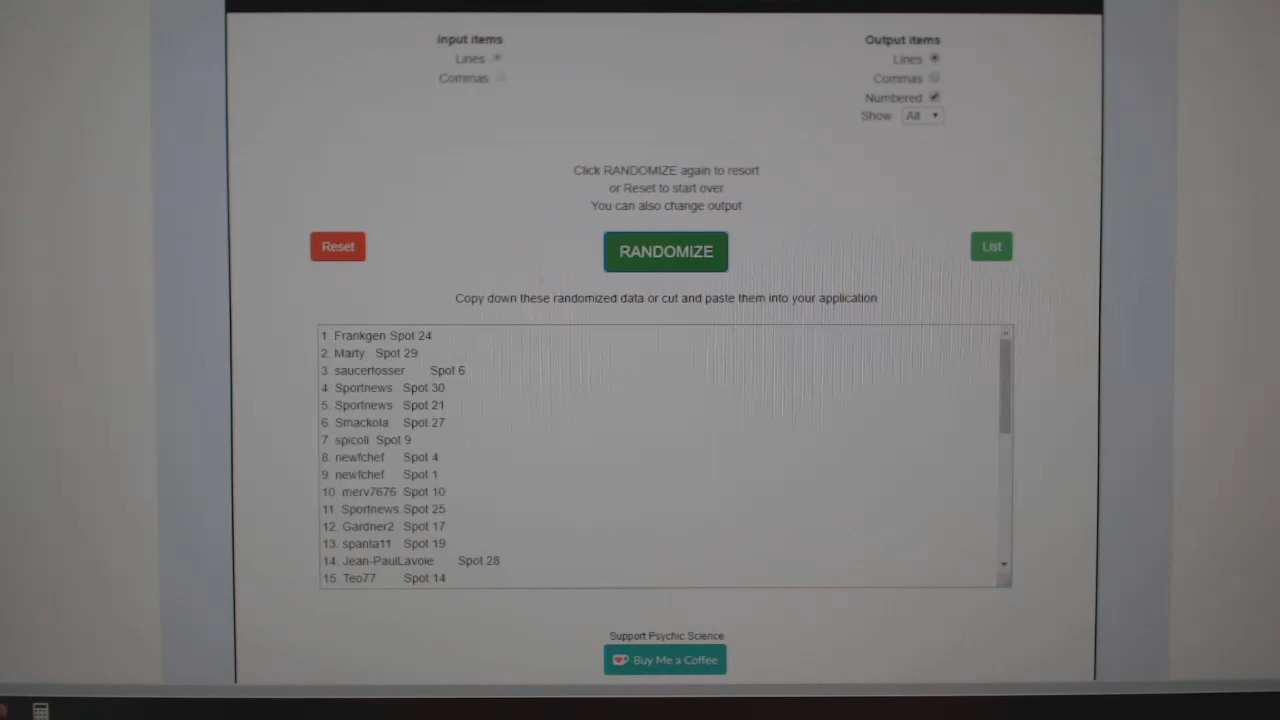 Input items
Lines
Commas
Output items
Lines
Commas
Numbered
Show All
Click RANDOMIZE again to resort
or Reset to start over
You can also change output
Reset
RANDOMIZE
List
Copy down these randomized data or cut and paste them into your application
1. Frankgen Spot 24
2. Marty Spot 29
3. saucertosser Spot 6
4. Sportnews Spot 30
5. Sportnews Spot 21
6. Smackola Spot 27
7. spicoli Spot 9
8. newfchef Spot 4
9. newfchef Spot 1
10. merv7676 Spot 10
11. Sportnews Spot 25
12. Gardner2 Spot 17
13. spanta11 Spot 19
14. Jean-PaulLavoie Spot 28
15. Teo77 Spot 14
Support Psychic Science
Buy Me a Coffee